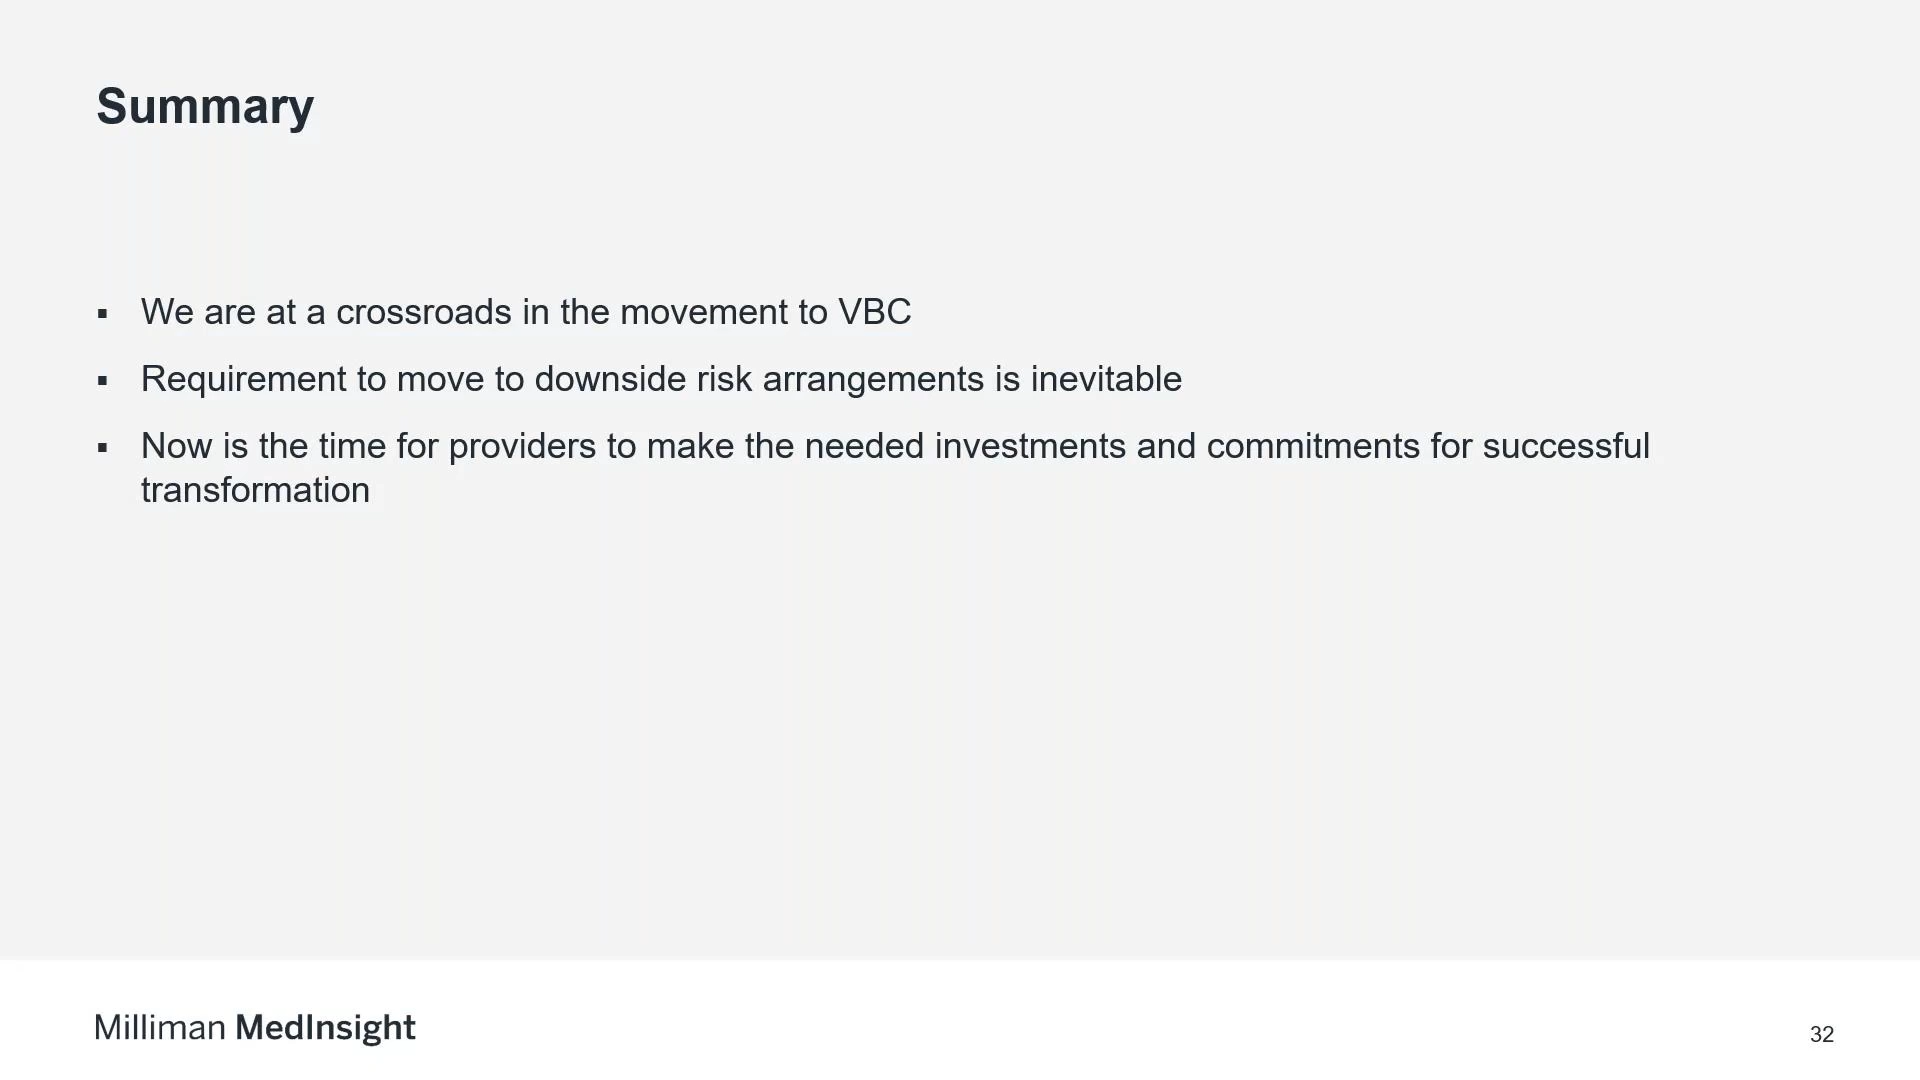 Summary
▪ We are at a crossroads in the movement to VBC
▪ Requirement to move to downside risk arrangements is inevitable
▪ Now is the time for providers to make the needed investments and commitments for successful
transformation
Milliman MedInsight
32